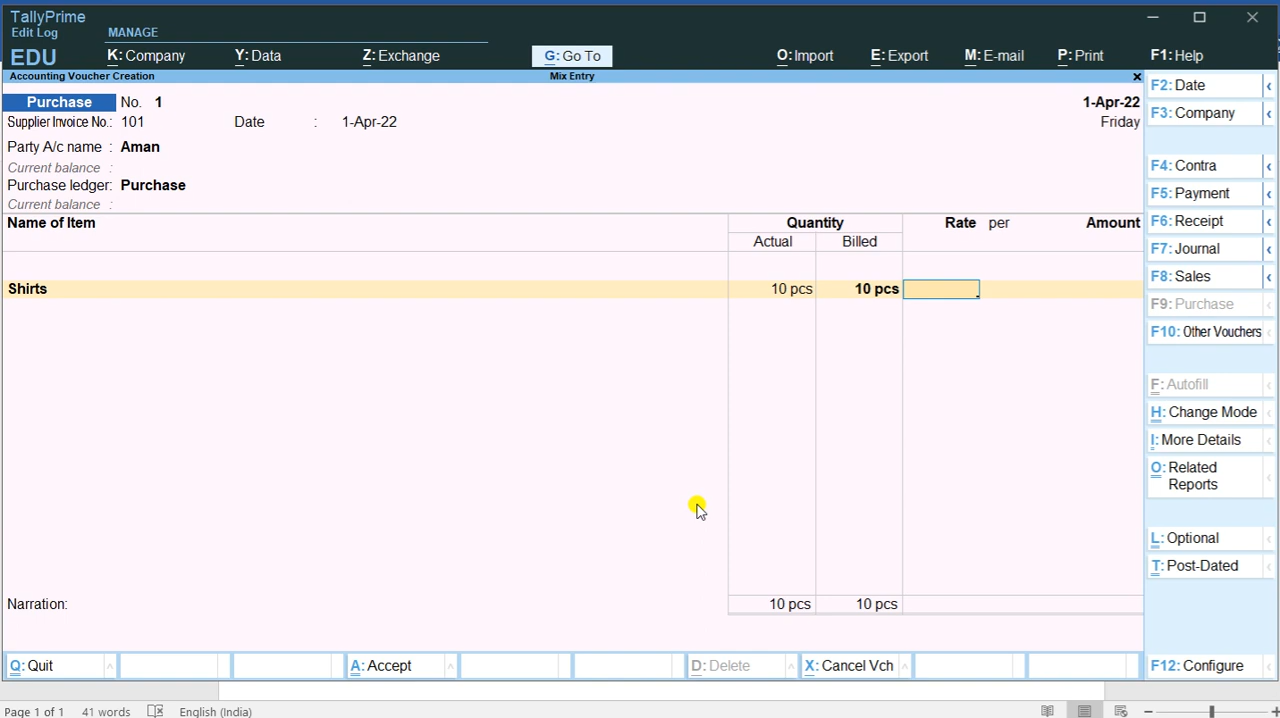 TallyPrime
Edit Log
MANAGE
EDU K: Company Y: Data Z: Exchange G: Go To O: Import E: Export M: E-mail P: Print F1: Help
Accounting Voucher Creation Mix Entry ×
Purchase No. 1 1-Apr-22
Supplier Invoice No.: 101 Date : 1-Apr-22 Friday
Party A/c name : Aman
Current balance :
Purchase ledger: Purchase
Current balance :
Name of Item Quantity Rate per Amount
Actual Billed
Shirts 10 pcs 10 pcs
Narration: 10 pcs 10 pcs
F2: Date
F3: Company
F4: Contra
F5: Payment
F6: Receipt
F7: Journal
F8: Sales
F9: Purchase
F10: Other Vouchers
F: Autofill
H: Change Mode
I: More Details
O: Related
Reports
L: Optional
T: Post-Dated
Q: Quit A: Accept D: Delete X: Cancel Vch F12: Configure
Page 1 of 1 41 words English (India)